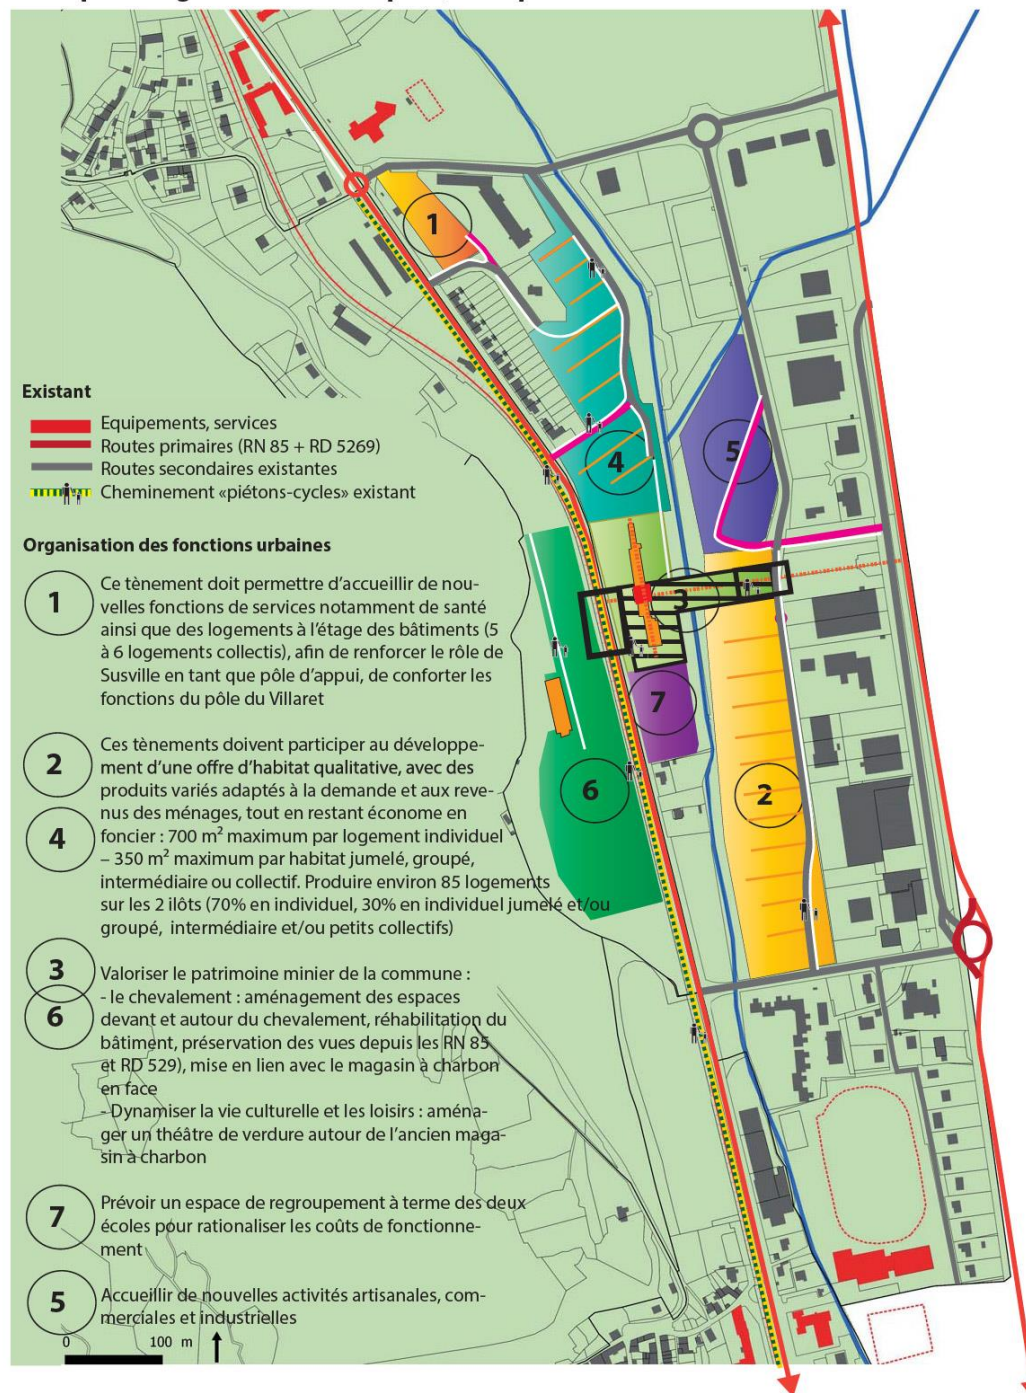 1
5
4
3
7
6
2
Existant
Equipements, services
Routes primaires (RN 85 + RD 5269)
Routes secondaires existantes
Cheminement «piétons-cycles» existant
Organisation des fonctions urbaines
1
Ce tènement doit permettre d'accueillir de nou-
velles fonctions de services notamment de santé
ainsi que des logements à l'étage des bâtiments (5
à 6 logements collectis), afin de renforcer le rôle de
Susville en tant que pôle d'appui, de conforter les
fonctions du pôle du Villaret
2
4
Ces tènements doivent participer au développe-
ment d'une offre d'habitat qualitative, avec des
produits variés adaptés à la demande et aux reve-
nus des ménages, tout en restant économe en
foncier : 700 m² maximum par logement individuel
– 350 m² maximum par habitat jumelé, groupé,
intermédiaire ou collectif. Produire environ 85 logements
sur les 2 ilôts (70% en individuel, 30% en individuel jumelé et/ou
groupé, intermédiaire et/ou petits collectifs)
3
6
Valoriser le patrimoine minier de la commune :
- le chevalement : aménagement des espaces
devant et autour du chevalement, réhabilitation du
bâtiment, préservation des vues depuis les RN 85
et RD 529), mise en lien avec le magasin à charbon
en face
- Dynamiser la vie culturelle et les loisirs : aména-
ger un théâtre de verdure autour de l'ancien maga-
sin à charbon
7
Prévoir un espace de regroupement à terme des deux
écoles pour rationaliser les coûts de fonctionne-
ment
5
Accueillir de nouvelles activités artisanales, com-
merciales et industrielles
0 100 m